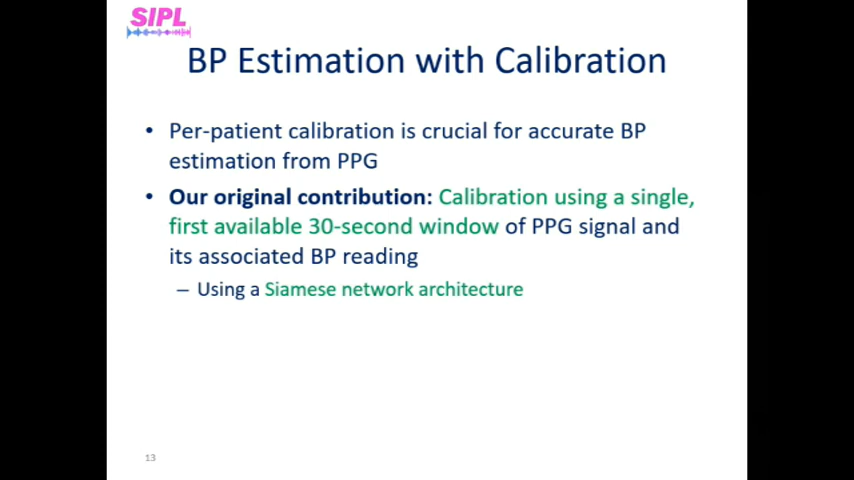 SIPL
BP Estimation with Calibration
• Per-patient calibration is crucial for accurate BP
estimation from PPG
• Our original contribution: Calibration using a single,
first available 30-second window of PPG signal and
its associated BP reading
– Using a Siamese network architecture
13